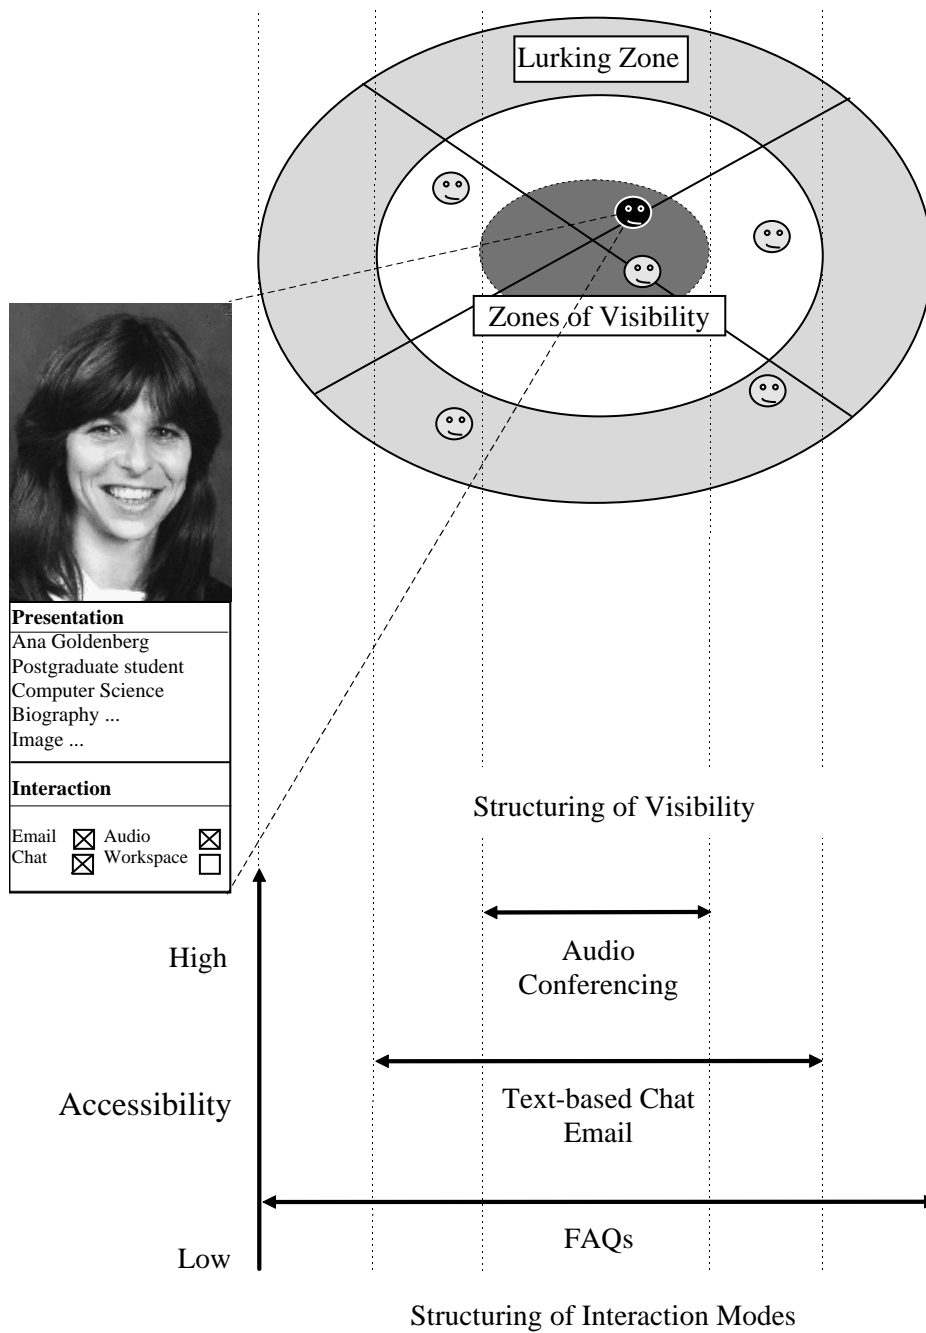 Lurking Zone
Zones of Visibility
Presentation
Ana Goldenberg
Postgraduate student
Computer Science
Biography ...
Image ...
Interaction
Email Audio
Chat Workspace
Structuring of Visibility
High
Audio
Conferencing
Accessibility
Text-based Chat
Email
FAQs
Low
Structuring of Interaction Modes